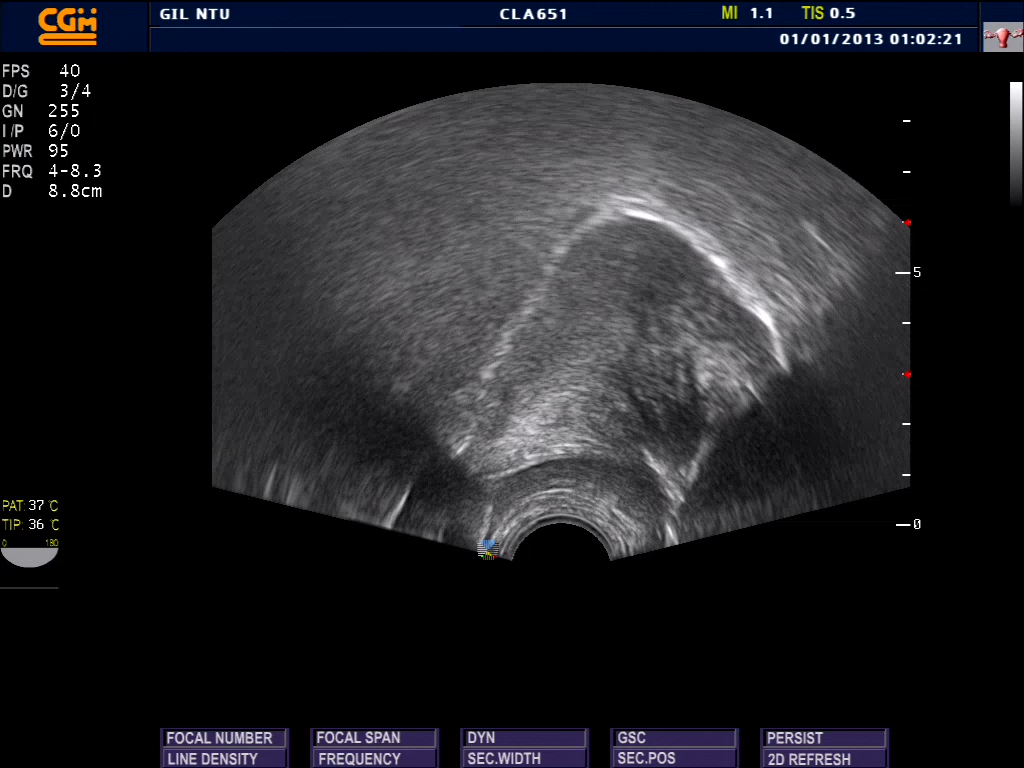 CGM
GIL NTU CLA651 MI 1.1 TIS 0.5
01/01/2013 01:02:21
FPS 40
D/G 3/4
GN 255
I/P 6/0
PWR 95
FRQ 4-8.3
D 8.8cm
5
PAT: 37 °C
TIP: 36 °C
0 180
0
FOCAL NUMBER FOCAL SPAN DYN GSC PERSIST
LINE DENSITY FREQUENCY SEC.WIDTH SEC.POS 2D REFRESH